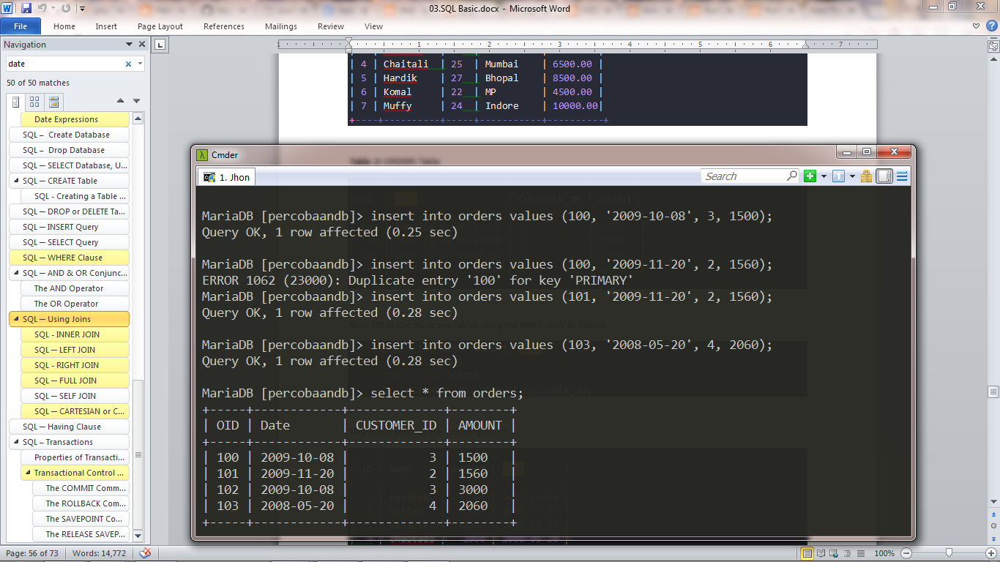 03.SQL Basic.docx - Microsoft Word
File Home Insert Page Layout References Mailings Review View
Navigation
date
50 of 50 matches
Date Expressions
SQL – Create Database
SQL – Drop Database
SQL — SELECT Database, U...
SQL — CREATE Table
SQL - Creating a Table ...
SQL — DROP or DELETE Ta...
SQL — INSERT Query
SQL — SELECT Query
SQL — WHERE Clause
SQL — AND & OR Conjunc...
The AND Operator
The OR Operator
SQL — Using Joins
SQL - INNER JOIN
SQL — LEFT JOIN
SQL - RIGHT JOIN
SQL — FULL JOIN
SQL — SELF JOIN
SQL — CARTESIAN or C...
SQL — Having Clause
SQL – Transactions
Properties of Transacti...
Transactional Control ...
The COMMIT Comm...
The ROLLBACK Com...
The SAVEPOINT Co...
The RELEASE SAVEP...
1 1 2 3 4 5 6 7
| 4 | Chaitali | 25 | Mumbai | 6500.00 |
| 5 | Hardik | 27 | Bhopal | 8500.00 |
| 6 | Komal | 22 | MP | 4500.00 |
| 7 | Muffy | 24 | Indore | 10000.00|
+----+----------+-----+-----------+----------+
Cmder
1. Jhon
Search
MariaDB [percobaandb]> insert into orders values (100, '2009-10-08', 3, 1500);
Query OK, 1 row affected (0.25 sec)
MariaDB [percobaandb]> insert into orders values (100, '2009-11-20', 2, 1560);
ERROR 1062 (23000): Duplicate entry '100' for key 'PRIMARY'
MariaDB [percobaandb]> insert into orders values (101, '2009-11-20', 2, 1560);
Query OK, 1 row affected (0.28 sec)
MariaDB [percobaandb]> insert into orders values (103, '2008-05-20', 4, 2060);
Query OK, 1 row affected (0.28 sec)
MariaDB [percobaandb]> select * from orders;
+-----+------------+-------------+--------+
| OID | Date | CUSTOMER_ID | AMOUNT |
+-----+------------+-------------+--------+
| 100 | 2009-10-08 | 3 | 1500 |
| 101 | 2009-11-20 | 2 | 1560 |
| 102 | 2009-10-08 | 3 | 3000 |
| 103 | 2008-05-20 | 4 | 2060 |
+-----+------------+-------------+--------+
Page: 56 of 73 Words: 14,772 100%